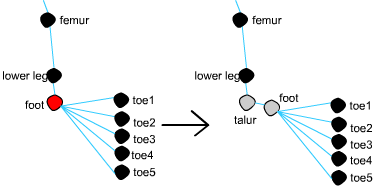 femur
lower leg
foot
toe1
toe2
toe3
toe4
toe5
femur
lower leg
foot
talur
toe1
toe2
toe3
toe4
toe5